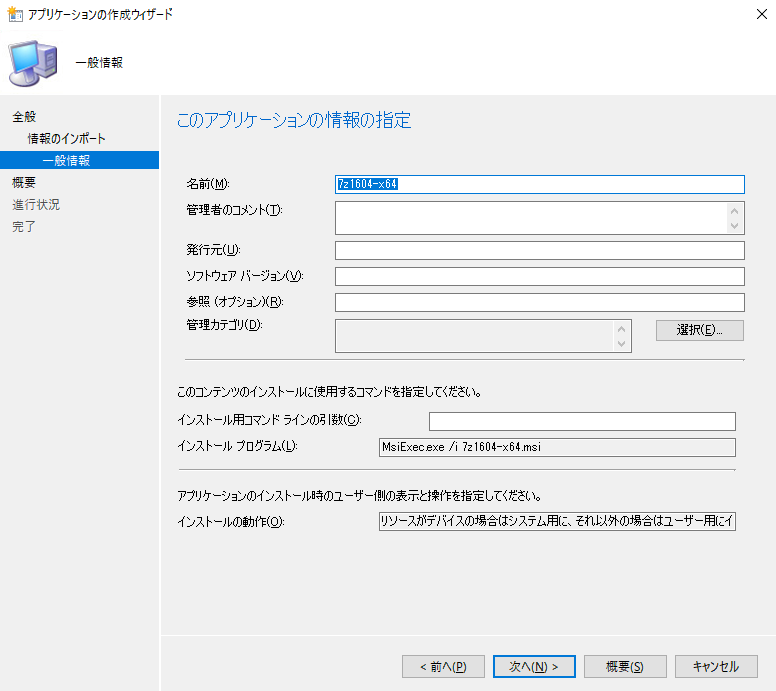 アプリケーションの作成ウィザード
一般情報
全般
情報のインポート
一般情報
概要
進行状況
完了
このアプリケーションの情報の指定
名前(M):
7z1604-x64
管理者のコメント(T):
発行元(U):
ソフトウェア バージョン(V):
参照 (オプション)(R):
管理カテゴリ(D):
選択(E)...
このコンテンツのインストールに使用するコマンドを指定してください。
インストール用コマンド ラインの引数(C):
インストール プログラム(L):
MsiExec.exe /i 7z1604-x64.msi
アプリケーションのインストール時のユーザー側の表示と操作を指定してください。
インストールの動作(O):
リソースがデバイスの場合はシステム用に、それ以外の場合はユーザー用にイ
< 前へ(P)
次へ(N) >
概要(S)
キャンセル